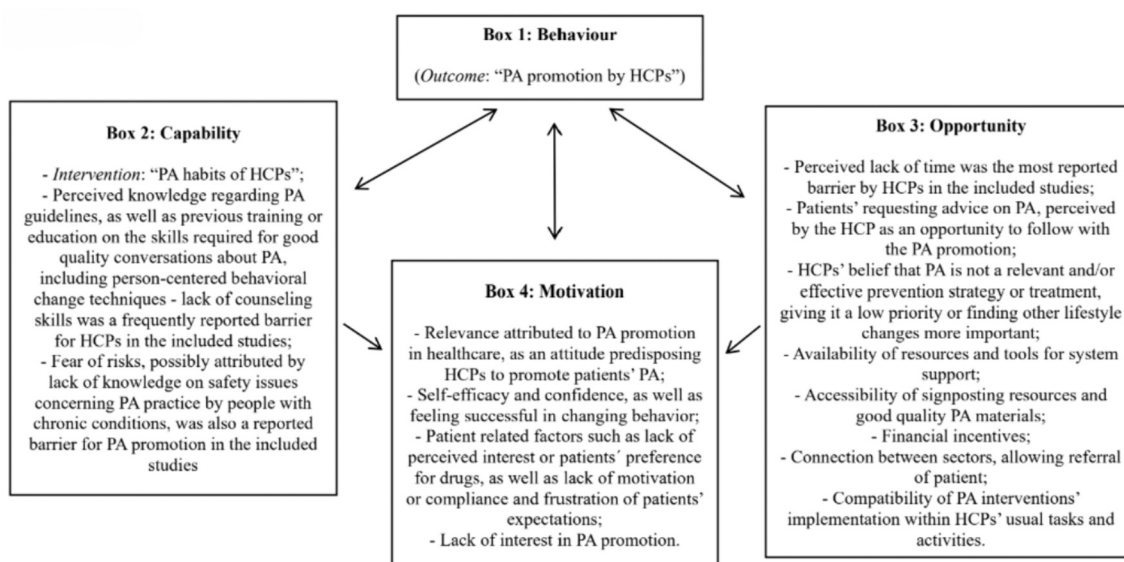 Box 1: Behaviour
(Outcome: “PA promotion by HCPs”)
Box 2: Capability
- Intervention: “PA habits of HCPs”;
- Perceived knowledge regarding PA
guidelines, as well as previous training or
education on the skills required for good
quality conversations about PA,
including person-centered behavioral
change techniques - lack of counseling
skills was a frequently reported barrier
for HCPs in the included studies;
- Fear of risks, possibly attributed by
lack of knowledge on safety issues
concerning PA practice by people with
chronic conditions, was also a reported
barrier for PA promotion in the included
studies
Box 3: Opportunity
- Perceived lack of time was the most reported
barrier by HCPs in the included studies;
- Patients’ requesting advice on PA, perceived
by the HCP as an opportunity to follow with
the PA promotion;
- HCPs’ belief that PA is not a relevant and/or
effective prevention strategy or treatment,
giving it a low priority or finding other lifestyle
changes more important;
- Availability of resources and tools for system
support;
- Accessibility of signposting resources and
good quality PA materials;
- Financial incentives;
- Connection between sectors, allowing referral
of patient;
- Compatibility of PA interventions’
implementation within HCPs’ usual tasks and
activities.
Box 4: Motivation
- Relevance attributed to PA promotion
in healthcare, as an attitude predisposing
HCPs to promote patients’ PA;
- Self-efficacy and confidence, as well as
feeling successful in changing behavior;
- Patient related factors such as lack of
perceived interest or patients´ preference
for drugs, as well as lack of motivation
or compliance and frustration of patients’
expectations;
- Lack of interest in PA promotion.